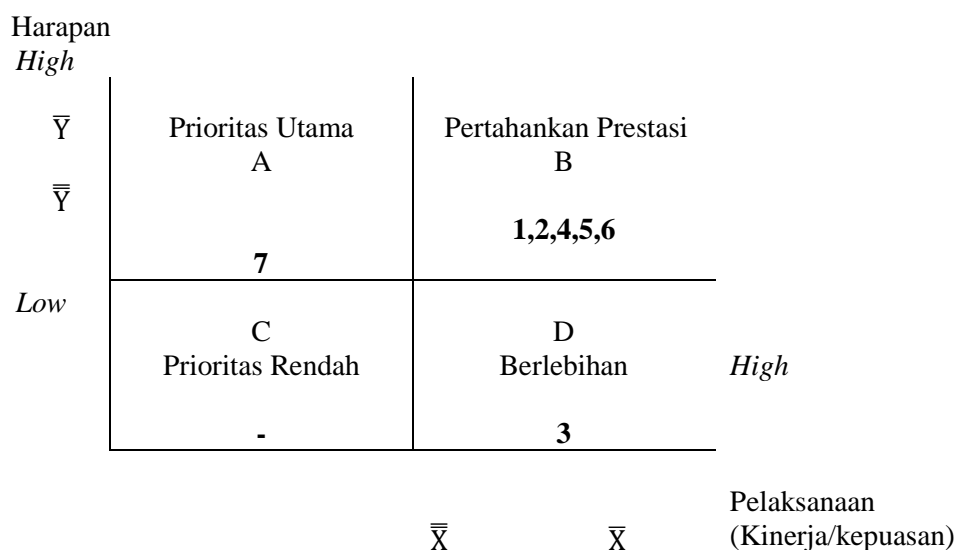 Harapan
High
Y̅ Prioritas Utama Pertahankan Prestasi
A B
Y̿
1,2,4,5,6
7
Low
C D
Prioritas Rendah Berlebihan High
- 3
Pelaksanaan
X̿ X̅ (Kinerja/kepuasan)